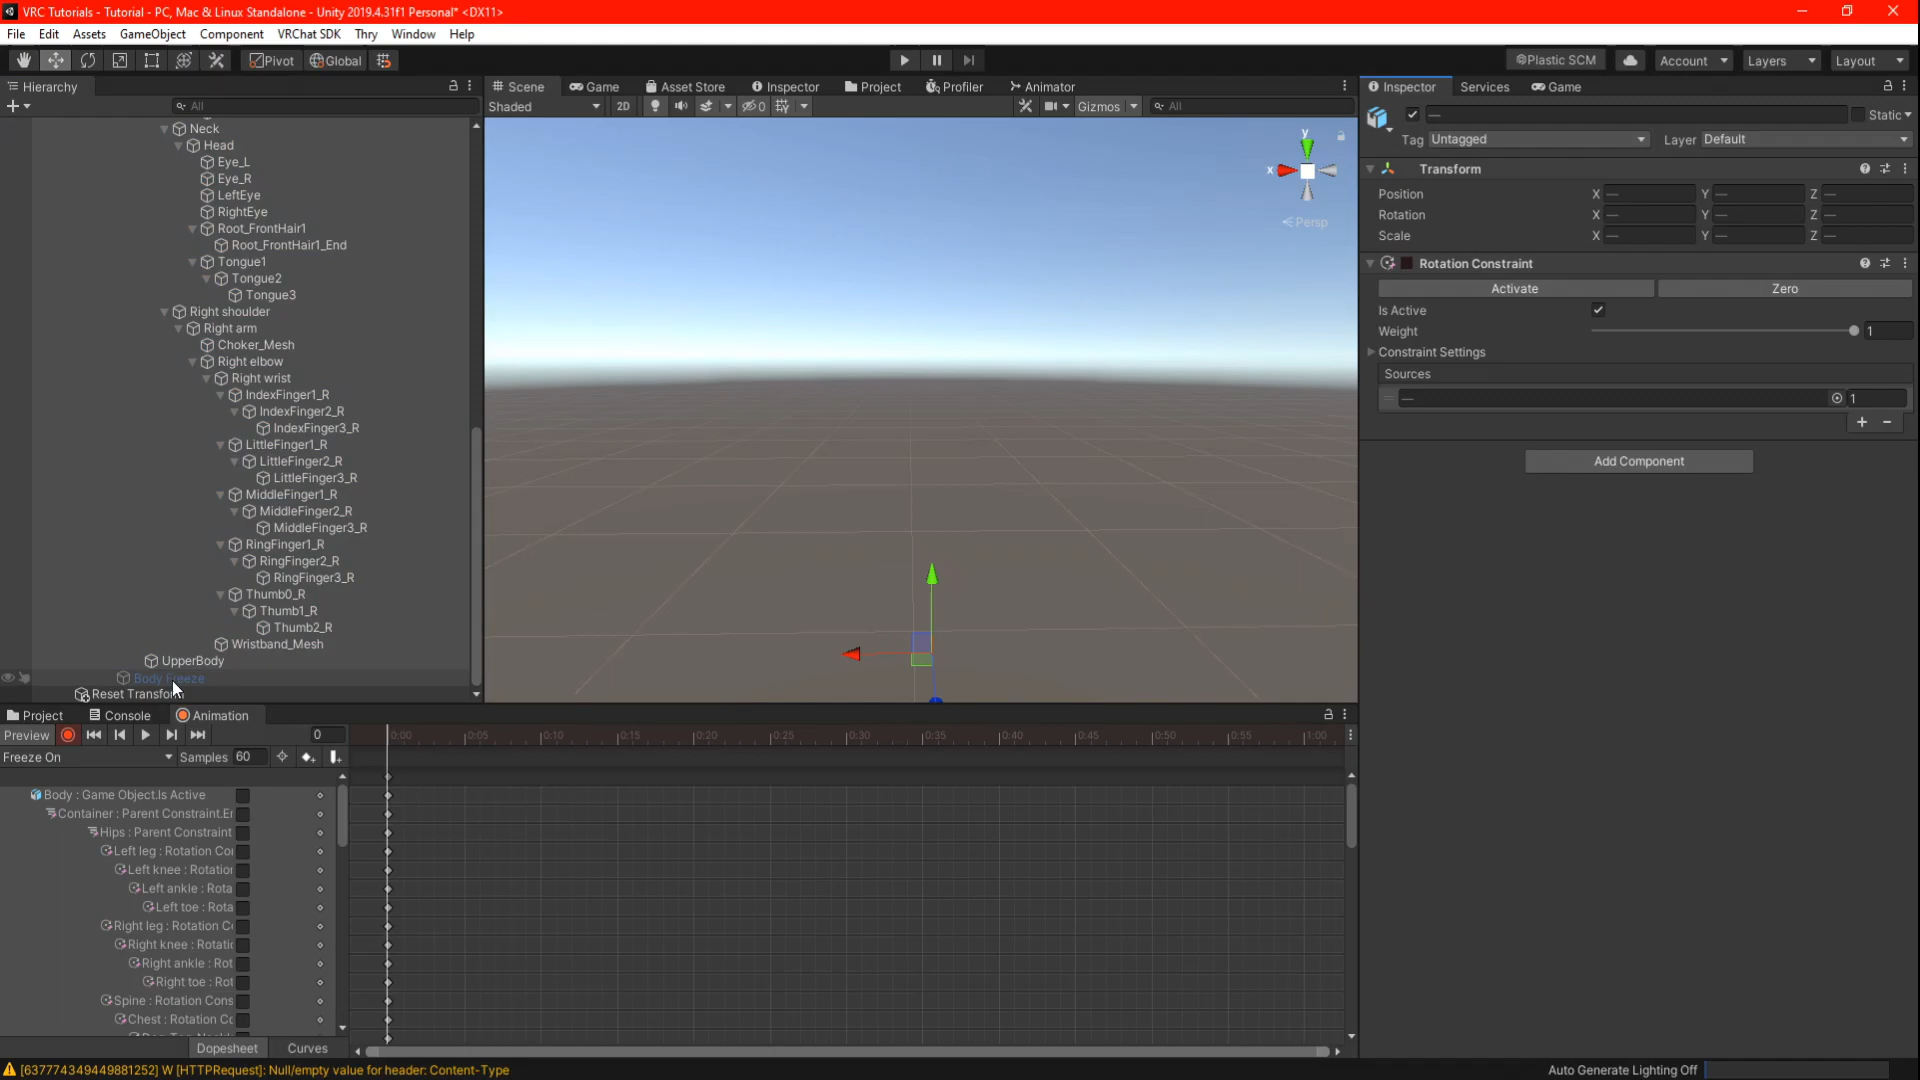 VRC Tutorials - Tutorial - PC, Mac & Linux Standalone - Unity 2019.4.31f1 Personal* <DX11>
File Edit Assets GameObject Component VRChat SDK Thry Window Help
Pivot Global Plastic SCM Account Layers Layout
Hierarchy Scene Game Asset Store Inspector Project Profiler Animator Inspector Services Game
All Shaded 2D 0 Gizmos All
Static
Tag Untagged Layer Default
Transform
Position X — Y — Z —
Rotation X — Y — Z —
Scale X — Y — Z —
Rotation Constraint
Activate Zero
Is Active
Weight 1
Constraint Settings
Sources
— 1
Add Component
y
x
Persp
Neck
Head
Eye_L
Eye_R
LeftEye
RightEye
Root_FrontHair1
Root_FrontHair1_End
Tongue1
Tongue2
Tongue3
Right shoulder
Right arm
Choker_Mesh
Right elbow
Right wrist
IndexFinger1_R
IndexFinger2_R
IndexFinger3_R
LittleFinger1_R
LittleFinger2_R
LittleFinger3_R
MiddleFinger1_R
MiddleFinger2_R
MiddleFinger3_R
RingFinger1_R
RingFinger2_R
RingFinger3_R
Thumb0_R
Thumb1_R
Thumb2_R
Wristband_Mesh
UpperBody
Body Freeze
Reset Transform
Project Console Animation
Preview 0 0:00 0:05 0:10 0:15 0:20 0:25 0:30 0:35 0:40 0:45 0:50 0:55 1:00
Freeze On Samples 60
Body : Game Object.Is Active
Container : Parent Constraint.Er
Hips : Parent Constraint
Left leg : Rotation Cor
Left knee : Rotation
Left ankle : Rota
Left toe : Rota
Right leg : Rotation C
Right knee : Rotatic
Right ankle : Rot
Right toe : Rot
Spine : Rotation Cons
Chest : Rotation Cc
Dopesheet Curves
[637774349449881252] W [HTTPRequest]: Null/empty value for header: Content-Type
Auto Generate Lighting Off